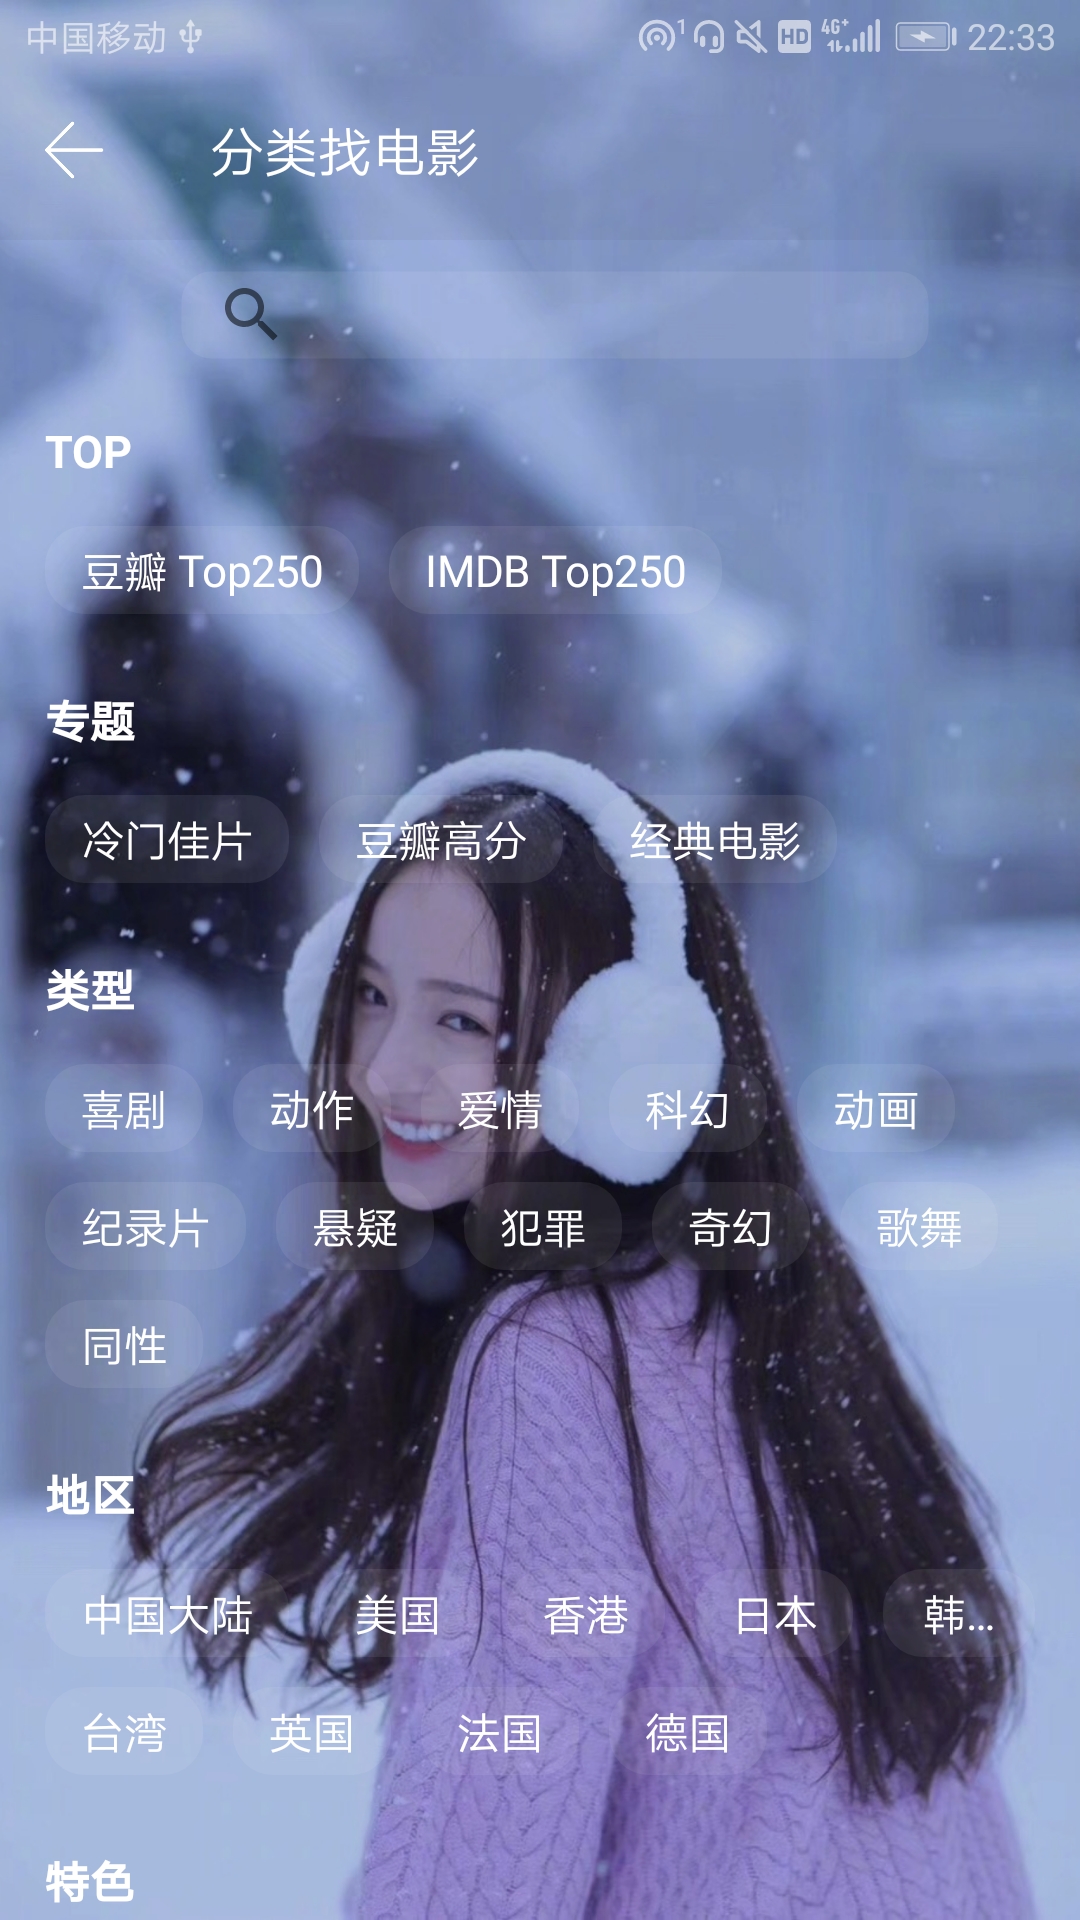 中国移动 1 HD 4G+ 22:33
分类找电影
TOP
豆瓣 Top250 IMDB Top250
专题
冷门佳片 豆瓣高分 经典电影
类型
喜剧 动作 爱情 科幻 动画
纪录片 悬疑 犯罪 奇幻 歌舞
同性
地区
中国大陆 美国 香港 日本 韩...
台湾 英国 法国 德国
特色